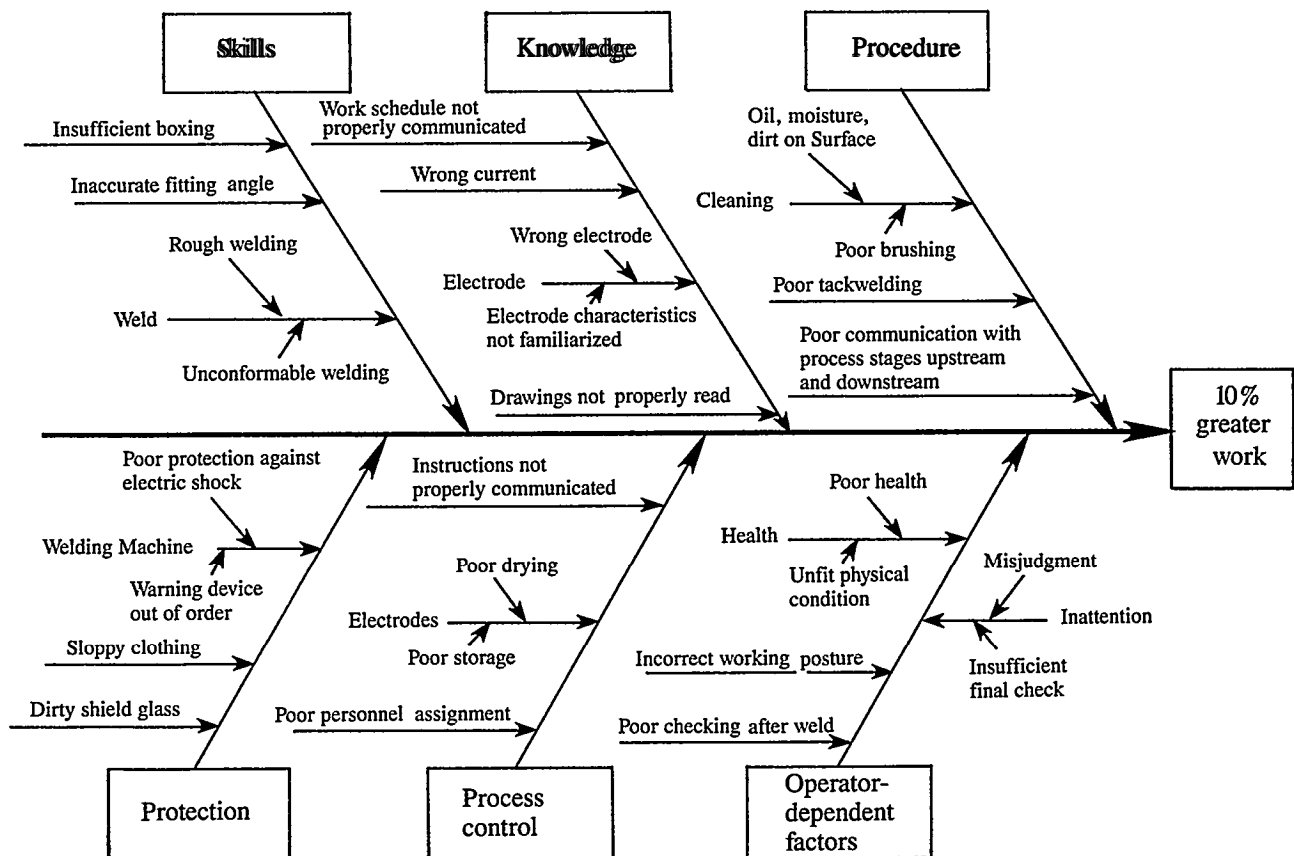 Skills
Knowledge
Procedure
Insufficient boxing
Inaccurate fitting angle
Rough welding
Weld
Unconformable welding
Work schedule not
properly communicated
Wrong current
Wrong electrode
Electrode
Electrode characteristics
not familiarized
Drawings not properly read
Oil, moisture,
dirt on Surface
Cleaning
Poor brushing
Poor tackwelding
Poor communication with
process stages upstream
and downstream
10%
greater
work
Poor protection against
electric shock
Welding Machine
Warning device
out of order
Sloppy clothing
Dirty shield glass
Instructions not
properly communicated
Poor drying
Electrodes
Poor storage
Poor personnel assignment
Poor health
Health
Unfit physical
condition
Misjudgment
Inattention
Insufficient
final check
Incorrect working posture
Poor checking after weld
Protection
Process
control
Operator-
dependent
factors